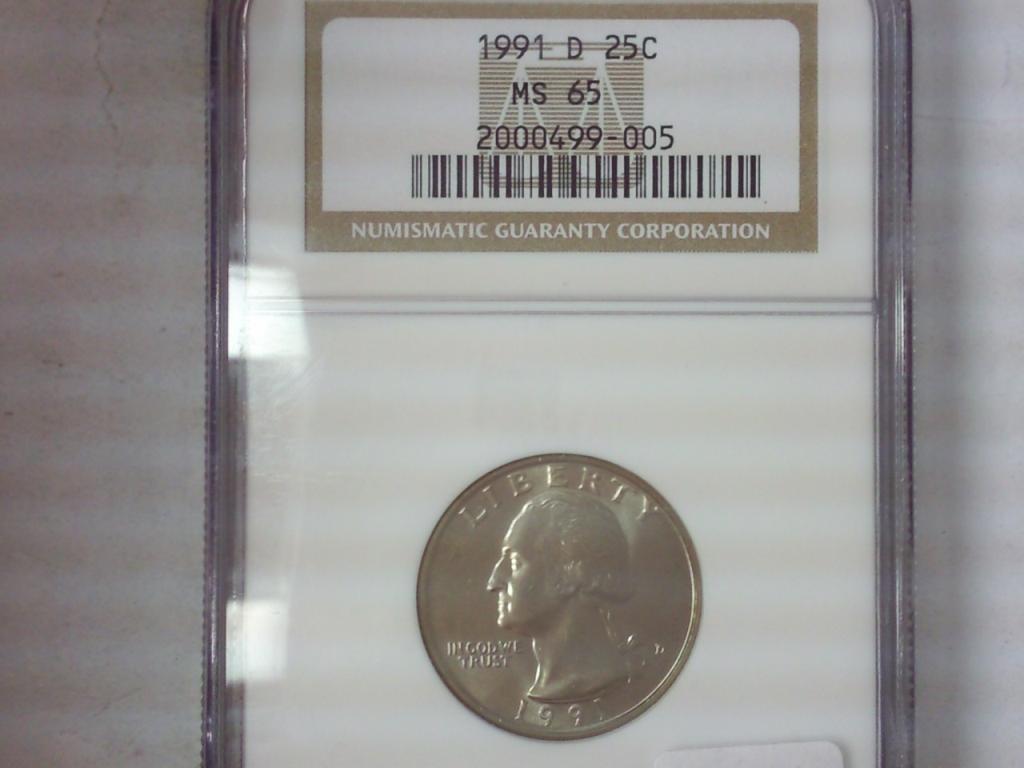 1991 D 25C
MS 65
2000499-005
NUMISMATIC GUARANTY CORPORATION
LIBERTY
IN GOD WE
TRUST
D
1991